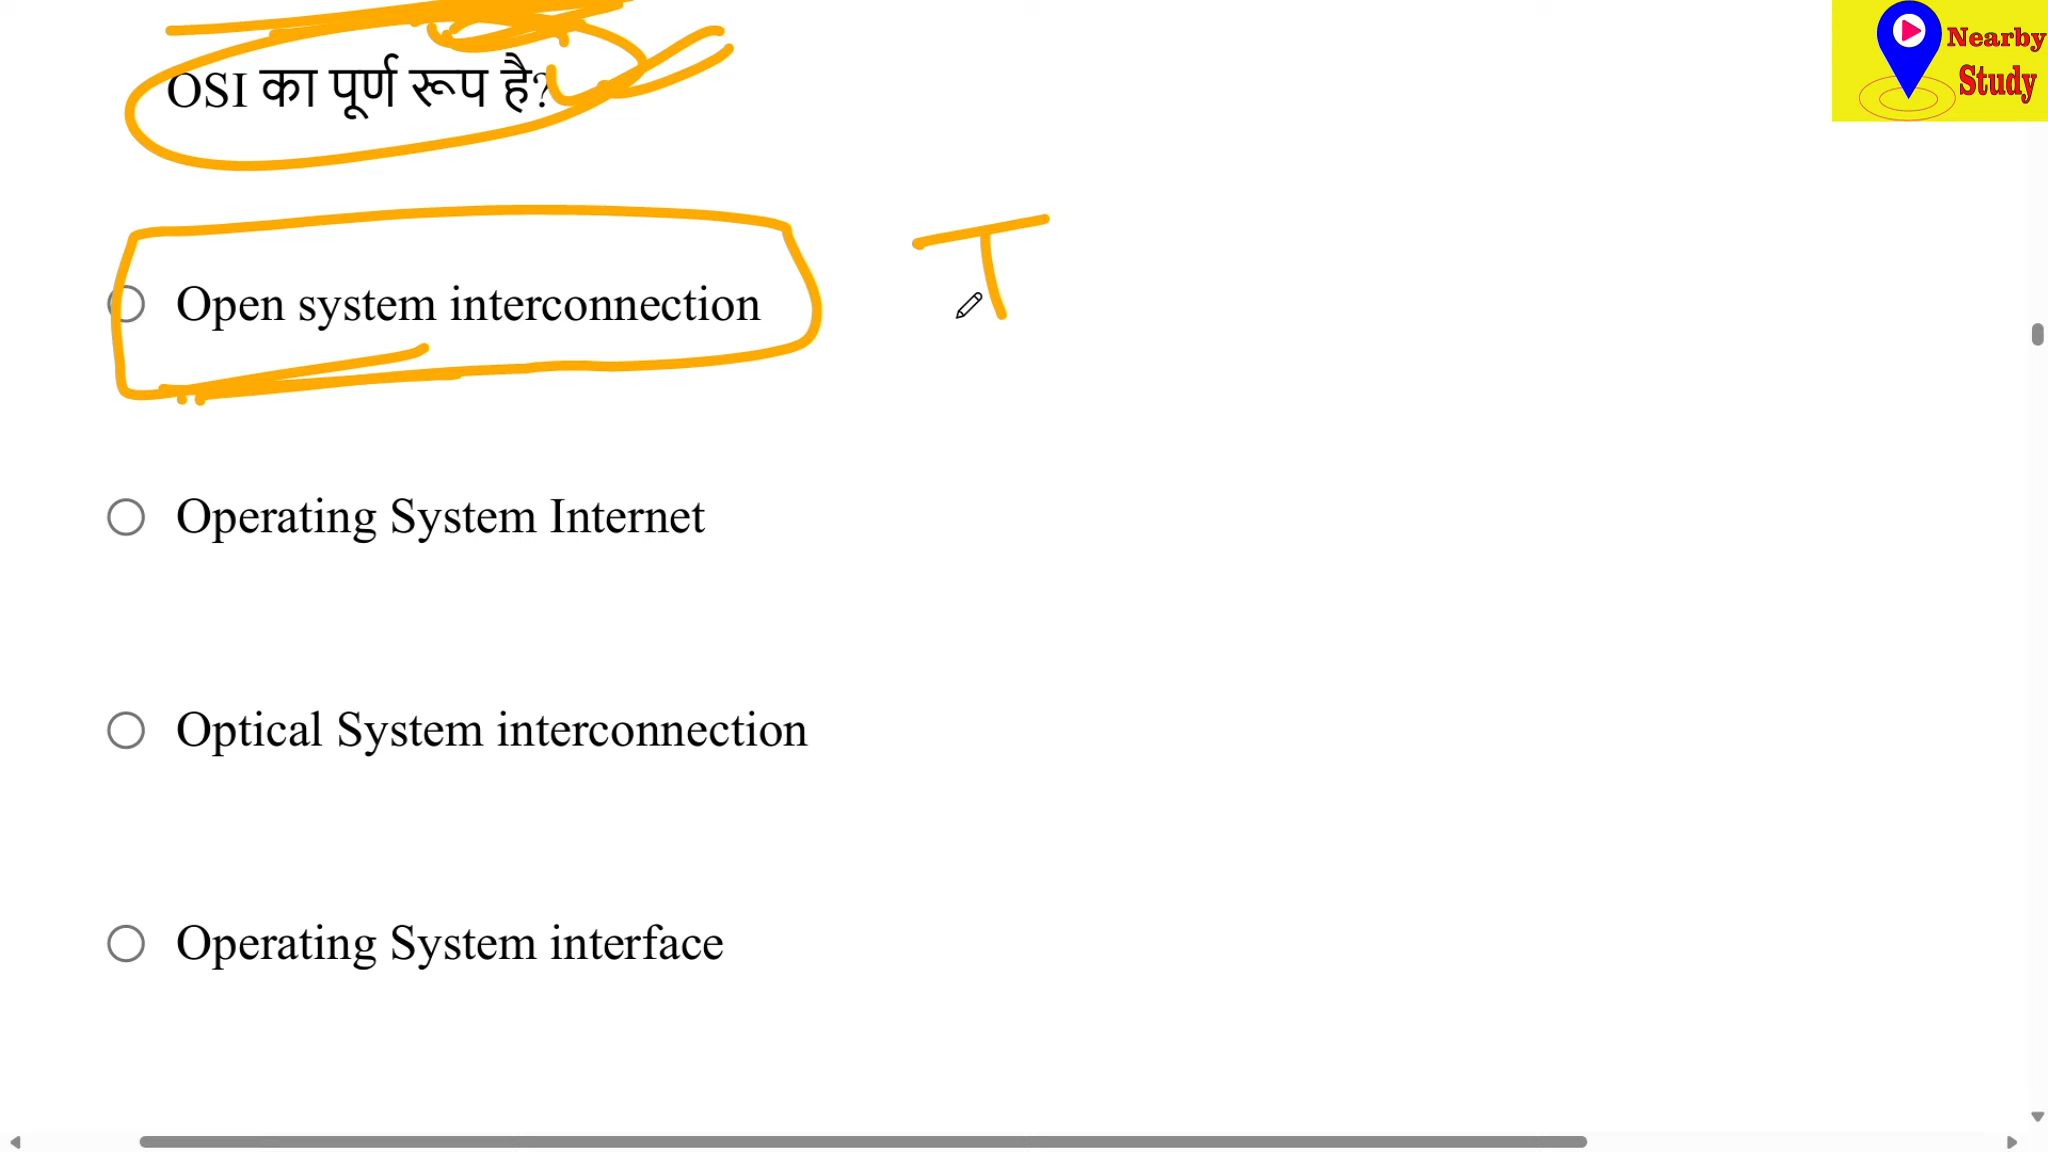 Nearby
Study
OSI का पूर्ण रूप है?
Open system interconnection
T
Operating System Internet
Optical System interconnection
Operating System interface